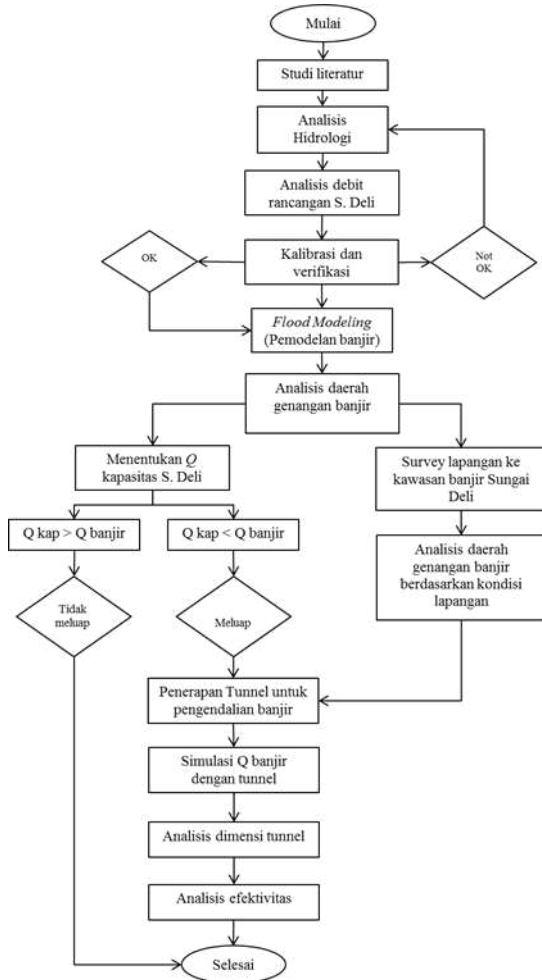 Mulai
Studi literatur
Analisis
Hidrologi
Analisis debit
rancangan S. Deli
OK
Kalibrasi dan
verifikasi
Not
OK
Flood Modeling
(Pemodelan banjir)
Analisis daerah
genangan banjir
Menentukan Q
kapasitas S. Deli
Survey lapangan ke
kawasan banjir Sungai
Deli
Q kap > Q banjir
Q kap < Q banjir
Analisis daerah
genangan banjir
berdasarkan kondisi
lapangan
Tidak
meluap
Meluap
Penerapan Tunnel untuk
pengendalian banjir
Simulasi Q banjir
dengan tunnel
Analisis dimensi tunnel
Analisis efektivitas
Selesai